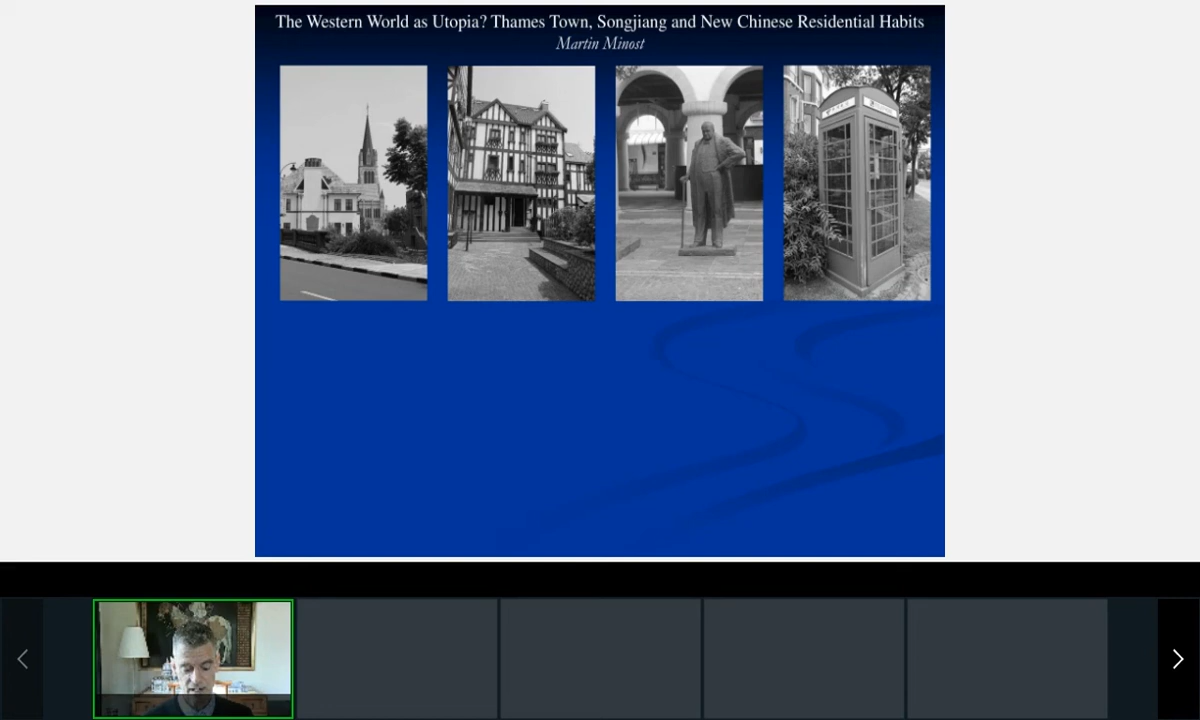 The Western World as Utopia? Thames Town, Songjiang and New Chinese Residential Habits
Martin Minost